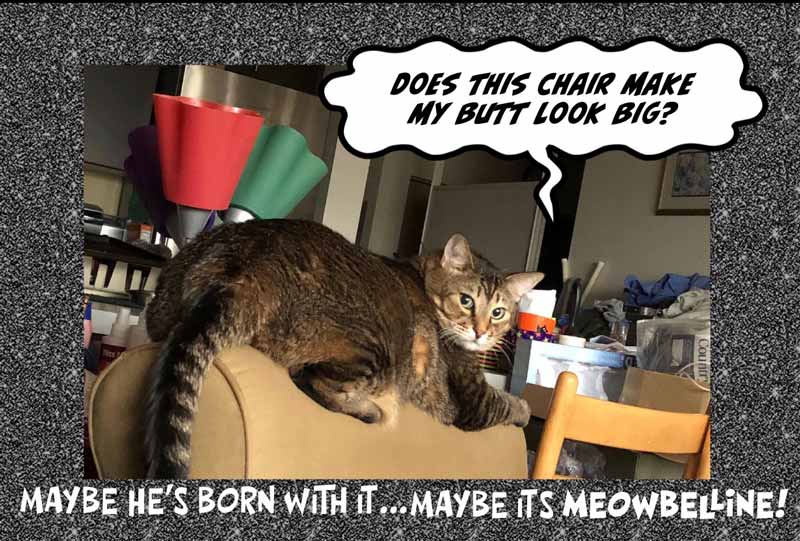 DOES THIS CHAIR MAKE
MY BUTT LOOK BIG?
MAYBE HE'S BORN WITH IT...MAYBE ITS MEOWBELLINE!